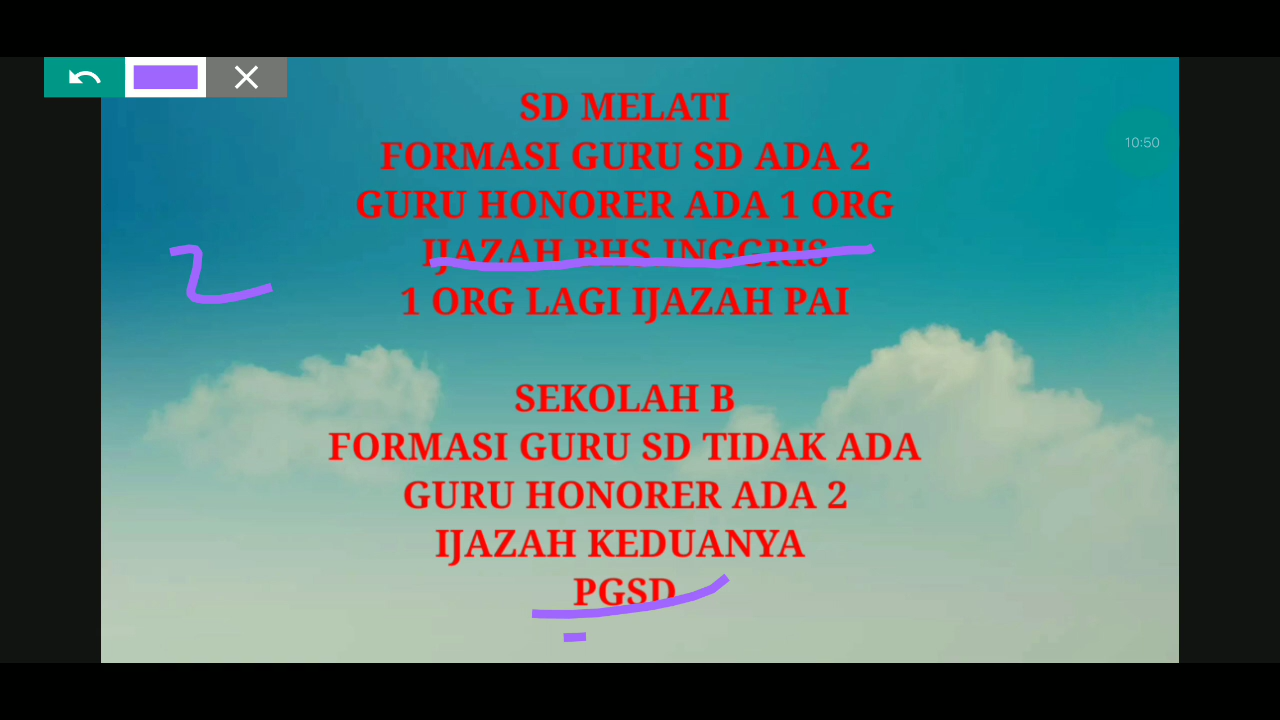 SD MELATI
10:50
FORMASI GURU SD ADA 2
GURU HONORER ADA 1 ORG
IJAZAH BHS INGGRIS
2
1 ORG LAGI IJAZAH PAI
SEKOLAH B
FORMASI GURU SD TIDAK ADA
GURU HONORER ADA 2
IJAZAH KEDUANYA
PGSD